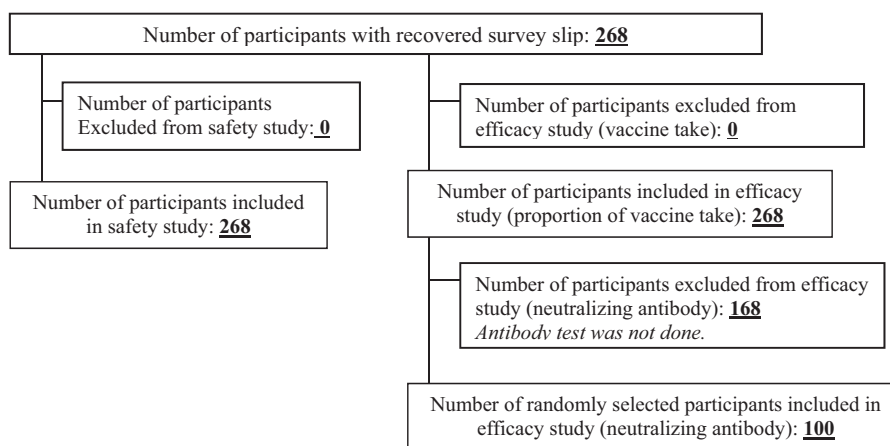 Number of participants with recovered survey slip: 268
Number of participants
Excluded from safety study: 0
Number of participants included
in safety study: 268
Number of participants excluded from
efficacy study (vaccine take): 0
Number of participants included in efficacy
study (proportion of vaccine take): 268
Number of participants excluded from efficacy
study (neutralizing antibody): 168
Antibody test was not done.
Number of randomly selected participants included in
efficacy study (neutralizing antibody): 100